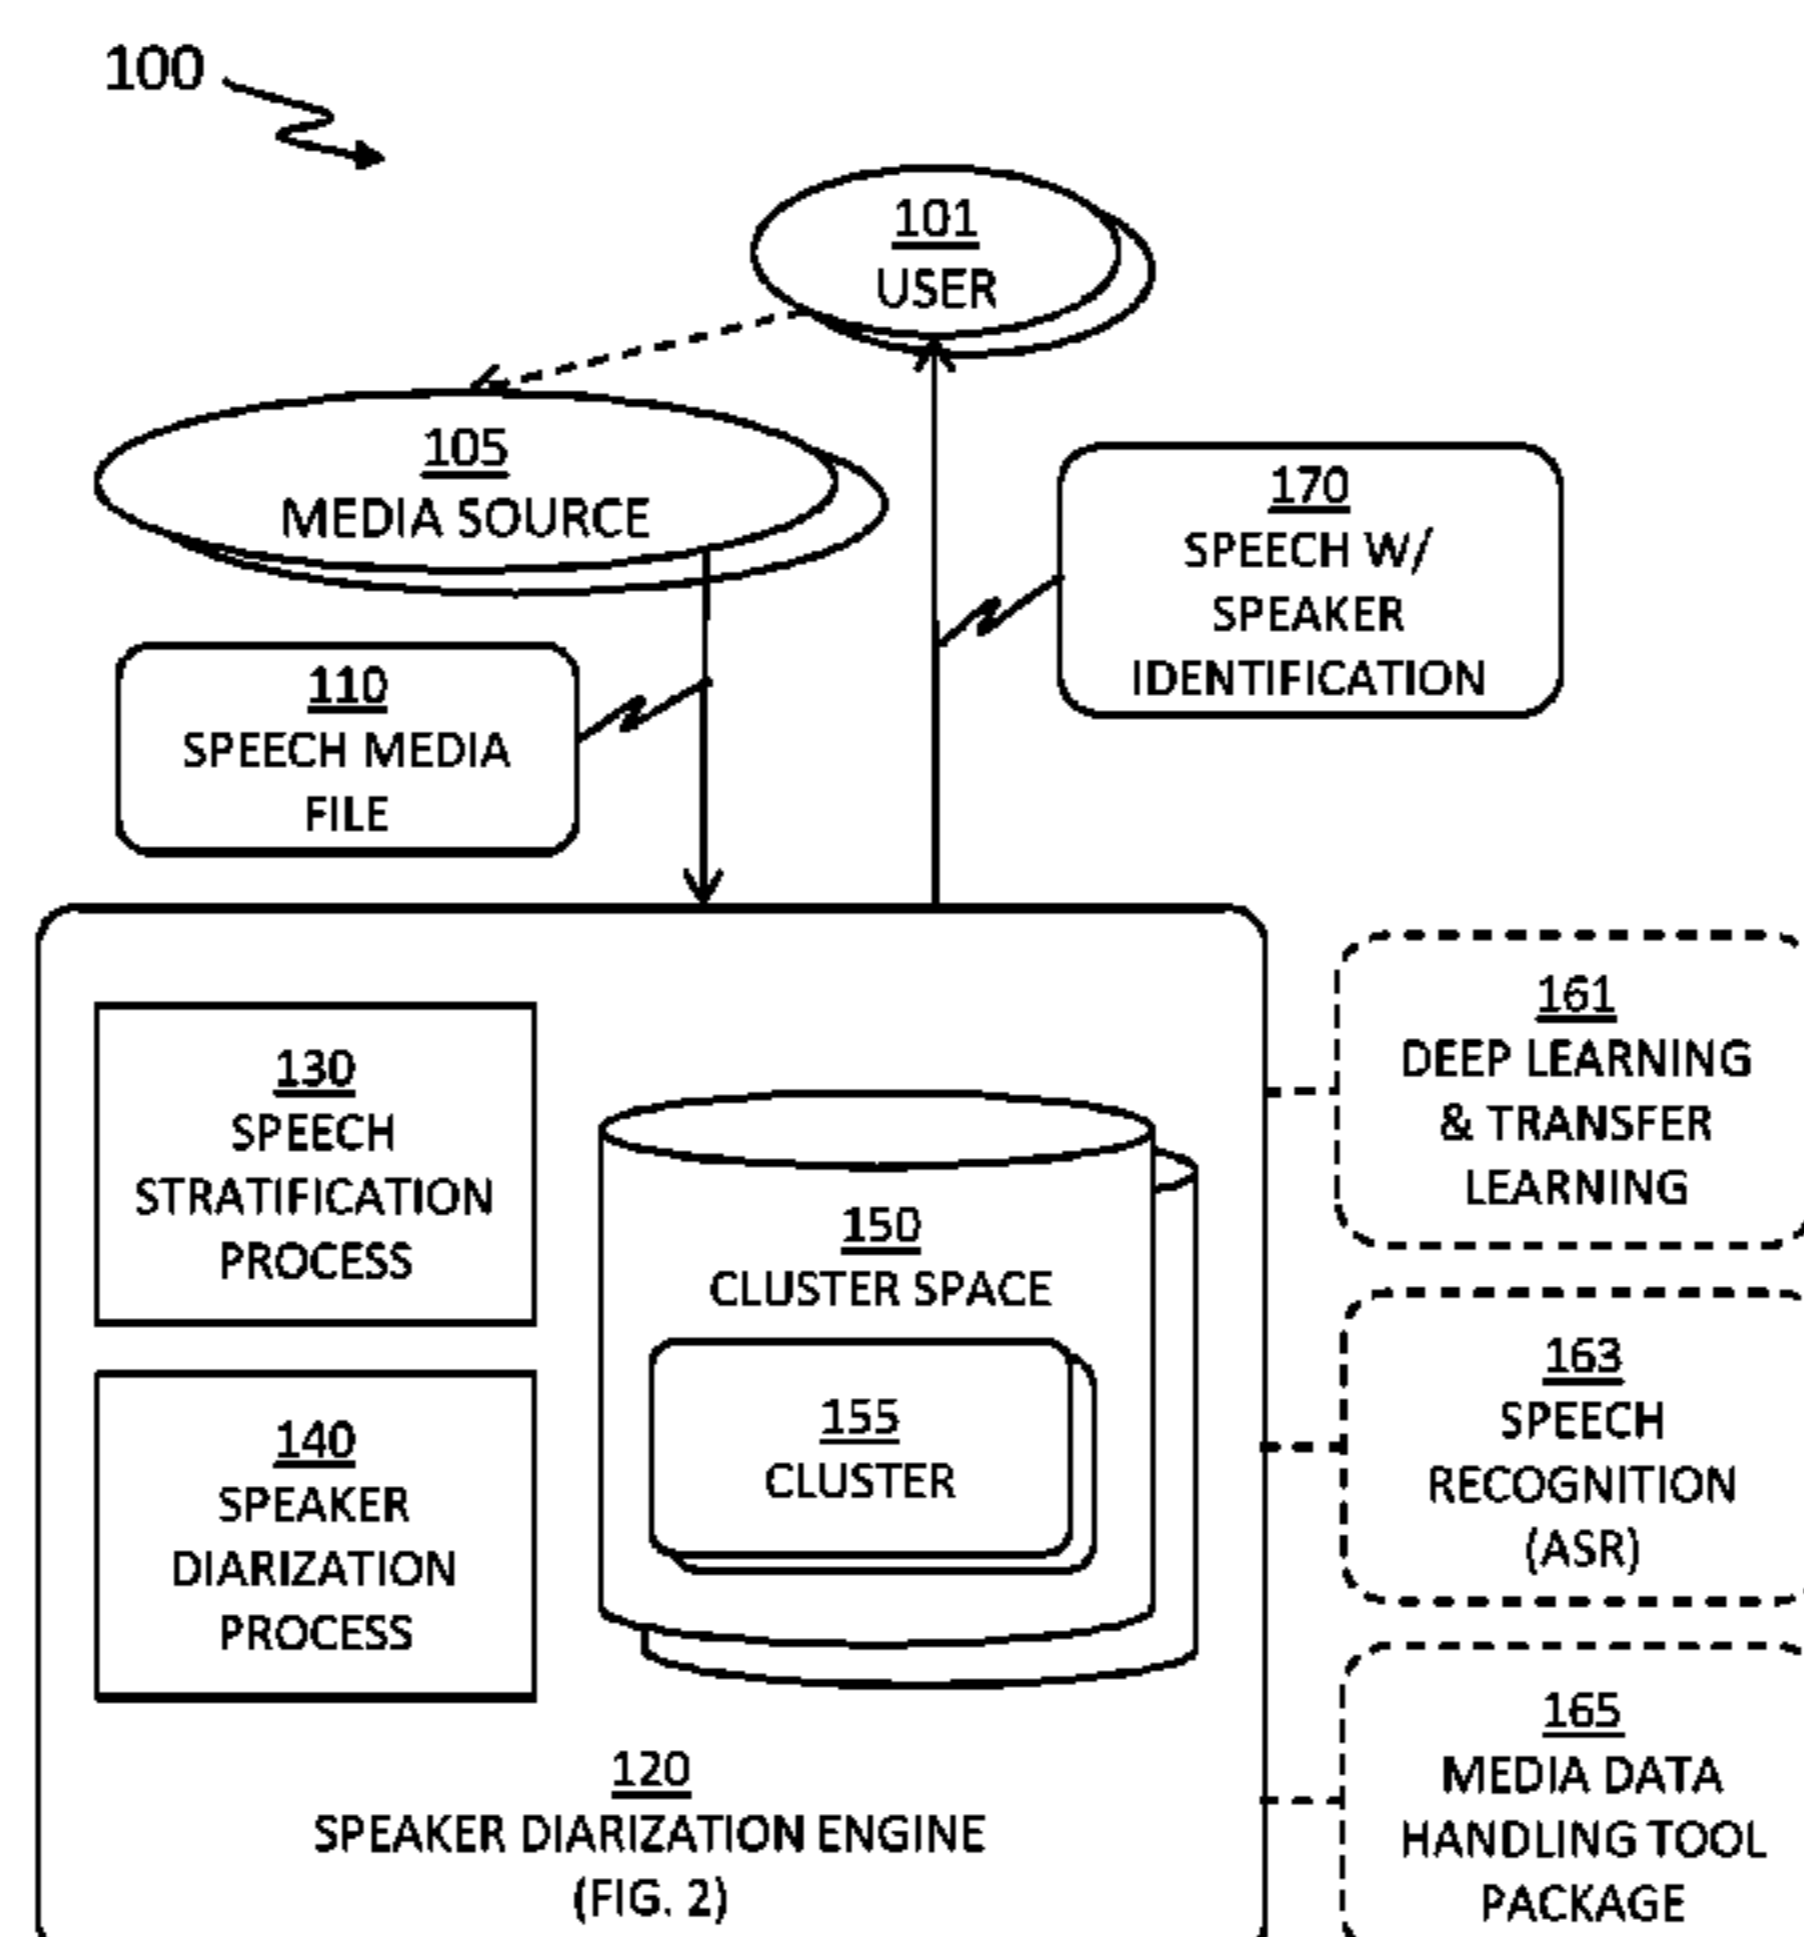 100
101
USER
105
MEDIA SOURCE
170
SPEECH W/
SPEAKER
IDENTIFICATION
110
SPEECH MEDIA
FILE
130
SPEECH
STRATIFICATION
PROCESS
140
SPEAKER
DIARIZATION
PROCESS
150
CLUSTER SPACE
155
CLUSTER
120
SPEAKER DIARIZATION ENGINE
(FIG. 2)
161
DEEP LEARNING
& TRANSFER
LEARNING
163
SPEECH
RECOGNITION
(ASR)
165
MEDIA DATA
HANDLING TOOL
PACKAGE